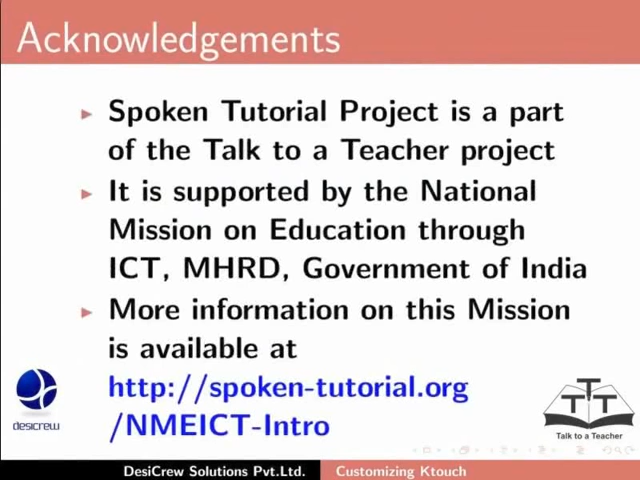 Acknowledgements
Spoken Tutorial Project is a part
of the Talk to a Teacher project
It is supported by the National
Mission on Education through
ICT, MHRD, Government of India
More information on this Mission
is available at
http://spoken-tutorial.org
/NMEICT-Intro
desicrew
T T T
Talk to a Teacher
DesiCrew Solutions Pvt.Ltd. Customizing Ktouch